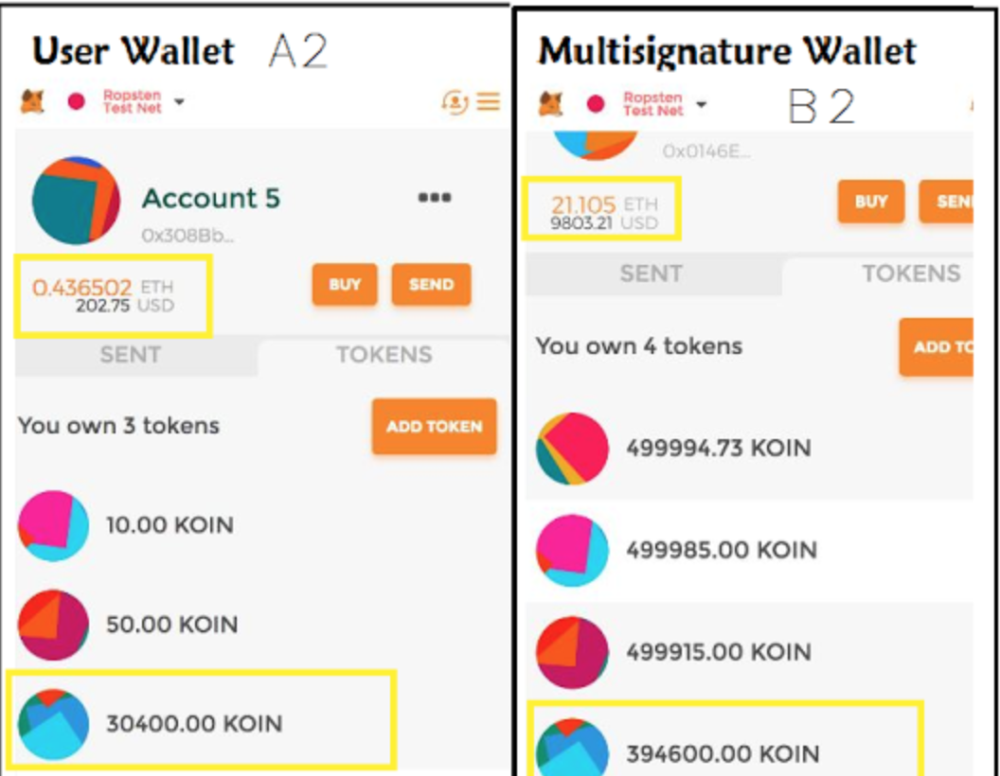 User Wallet A2
Ropsten
Test Net
Account 5
0x308Bb...
0.436502 ETH
202.75 USD
BUY
SEND
SENT
TOKENS
You own 3 tokens
ADD TOKEN
10.00 KOIN
50.00 KOIN
30400.00 KOIN
Multisignature Wallet
Ropsten
Test Net
B2
0x0146E...
21.105 ETH
9803.21 USD
BUY
SEN
SENT
TOKENS
You own 4 tokens
ADD TO
499994.73 KOIN
499985.00 KOIN
499915.00 KOIN
394600.00 KOIN